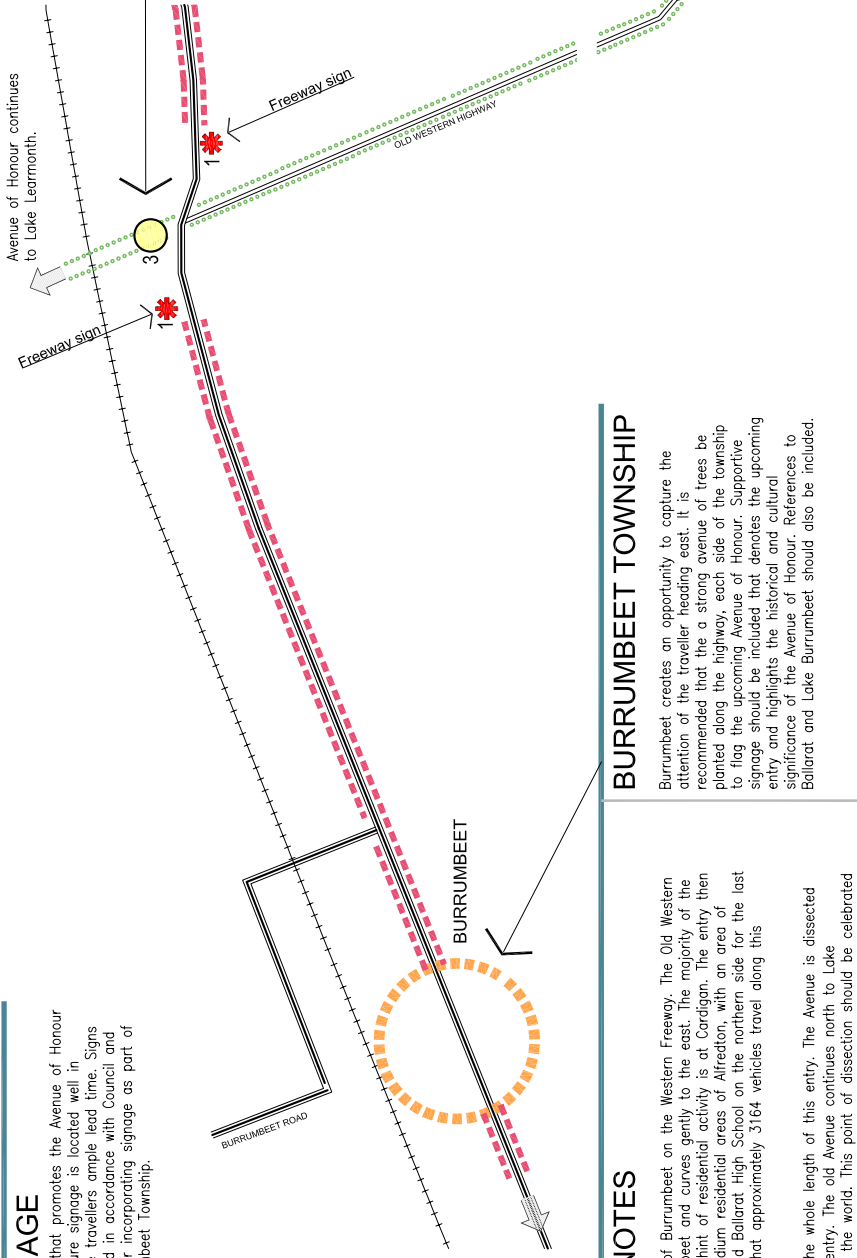 Avenue of Honour continues
to Lake Learmonth.
Freeway sign
1
3
Freeway sign
1
OLD WESTERN HIGHWAY
BURRUMBEET
BURRUMBEET ROAD
AGE
that promotes the Avenue of Honour
ure signage is located well in
travellers ample lead time. Signs
d in accordance with Council and
r incorporating signage as part of
beet Township.
BURRUMBEET TOWNSHIP
Burrumbeet creates an opportunity to capture the
attention of the traveller heading east. It is
recommended that the a strong avenue of trees be
planted along the highway, each side of the township
to flag the upcoming Avenue of Honour. Supportive
signage should be included that denotes the upcoming
entry and highlights the historical and cultural
significance of the Avenue of Honour. References to
Ballarat and Lake Burrumbeet should also be included.
NOTES
of Burrumbeet on the Western Freeway. The Old Western
beet and curves gently to the east. The majority of the
hint of residential activity is at Cardigan. The entry then
dium residential areas of Alfredton, with an area of
d Ballarat High School on the northern side for the last
hat approximately 3164 vehicles travel along this
he whole length of this entry. The Avenue is dissected
entry. The old Avenue continues north to Lake
the world. This point of dissection should be celebrated